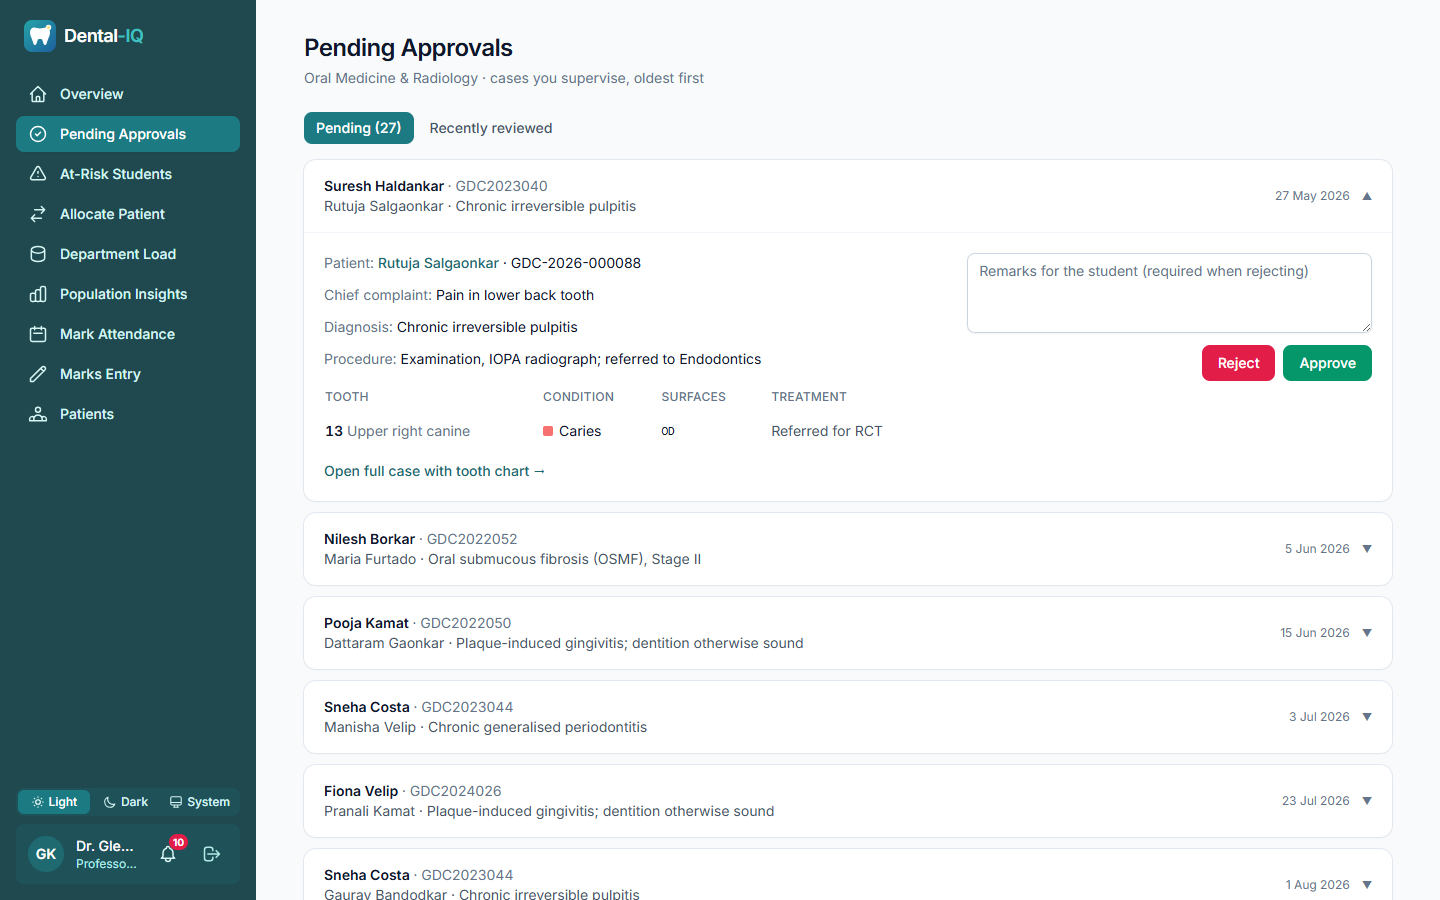 Dental-IQ
Overview
Pending Approvals
At-Risk Students
Allocate Patient
Department Load
Population Insights
Mark Attendance
Marks Entry
Patients
Light Dark System
GK
Dr. Gle...
Professo...
10
Pending Approvals
Oral Medicine & Radiology · cases you supervise, oldest first
Pending (27) Recently reviewed
Suresh Haldankar · GDC2023040
Rutuja Salgaonkar · Chronic irreversible pulpitis
27 May 2026 ▲
Patient: Rutuja Salgaonkar · GDC-2026-000088
Chief complaint: Pain in lower back tooth
Diagnosis: Chronic irreversible pulpitis
Procedure: Examination, IOPA radiograph; referred to Endodontics
Remarks for the student (required when rejecting)
Reject Approve
TOOTH CONDITION SURFACES TREATMENT
13 Upper right canine Caries OD Referred for RCT
Open full case with tooth chart →
Nilesh Borkar · GDC2022052
Maria Furtado · Oral submucous fibrosis (OSMF), Stage II
5 Jun 2026 ▼
Pooja Kamat · GDC2022050
Dattaram Gaonkar · Plaque-induced gingivitis; dentition otherwise sound
15 Jun 2026 ▼
Sneha Costa · GDC2023044
Manisha Velip · Chronic generalised periodontitis
3 Jul 2026 ▼
Fiona Velip · GDC2024026
Pranali Kamat · Plaque-induced gingivitis; dentition otherwise sound
23 Jul 2026 ▼
Sneha Costa · GDC2023044
Gaurav Bandodkar · Chronic irreversible pulpitis
1 Aug 2026 ▼